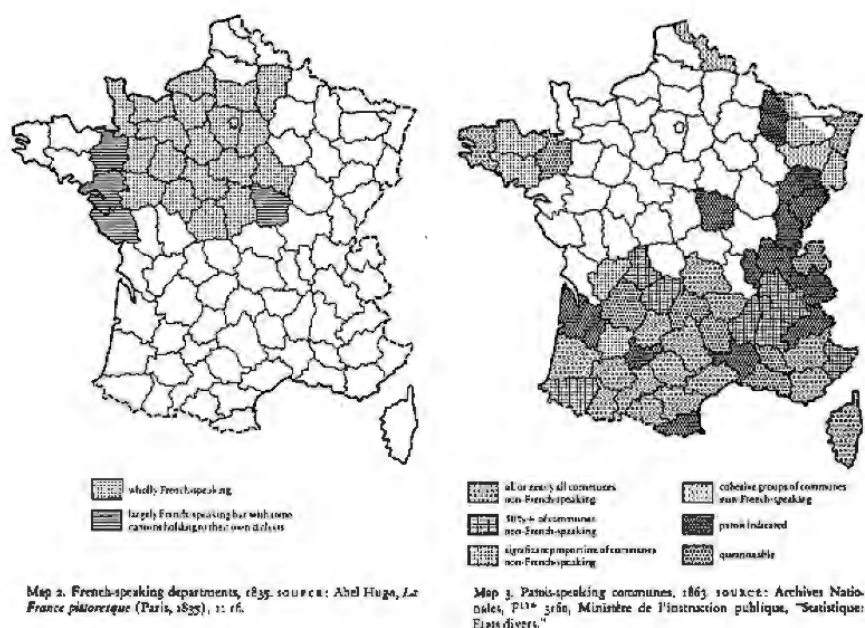 wholly French-speaking
largely French-speaking but with some
cantons holding to their own dialects
Map 2. French-speaking departments, 1835. SOURCE: Abel Hugo, La
France pittoresque (Paris, 1835), 1: 16.
all or nearly all communes
non-French-speaking
50%+ of communes
non-French-speaking
significant proportion of communes
non-French-speaking
cohesive groups of communes
non-French-speaking
patois indicated
questionable
Map 3. Patois-speaking communes, 1863. SOURCE: Archives Natio-
nales, F¹⁷* 3160, Ministère de l'instruction publique, "Statistique:
Etats divers."